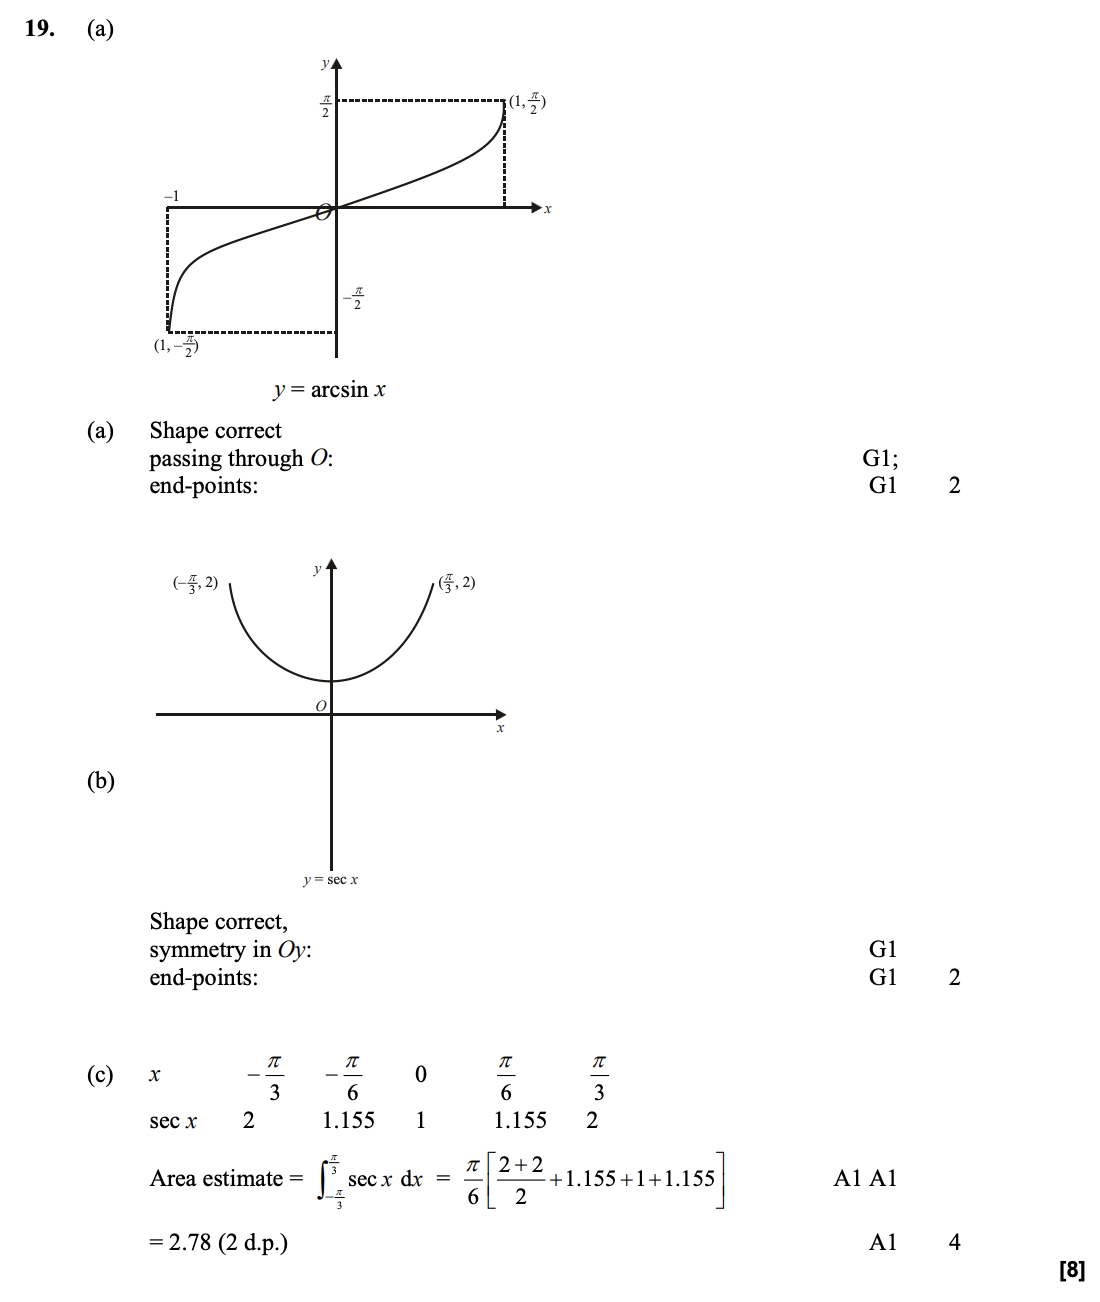 19. (a)
y
π/2
(1, π/2)
–1
O
x
–π/2
(1, –π/2)
y = arcsin x
(a) Shape correct
passing through O: G1;
end-points: G1 2
(–π/3, 2) y (π/3, 2)
O
x
(b)
y = sec x
Shape correct,
symmetry in Oy: G1
end-points: G1 2
(c) x –π/3 –π/6 0 π/6 π/3
sec x 2 1.155 1 1.155 2
Area estimate = ∫_{–π/3}^{π/3} sec x dx = π/6 [ (2+2)/2 +1.155+1+1.155 ] A1 A1
= 2.78 (2 d.p.) A1 4
[8]